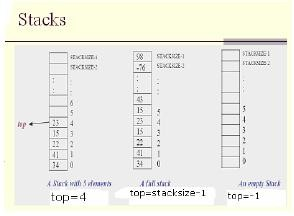 Stacks
STACKSIZE-1
STACKSIZE-2
:
:
6
5
top 23 4
15 3
22 2
41 1
34 0
A Stack with 5 elements
top=4
98 STACKSIZE-1
-76 STACKSIZE-2
:
:
43
15 5
23 4
15 3
22 2
41 1
34 0
A full stack
top=stacksize-1
STACKSIZE-1
STACKSIZE-2
:
:
5
4
3
2
1
0
An empty Stack
top=-1